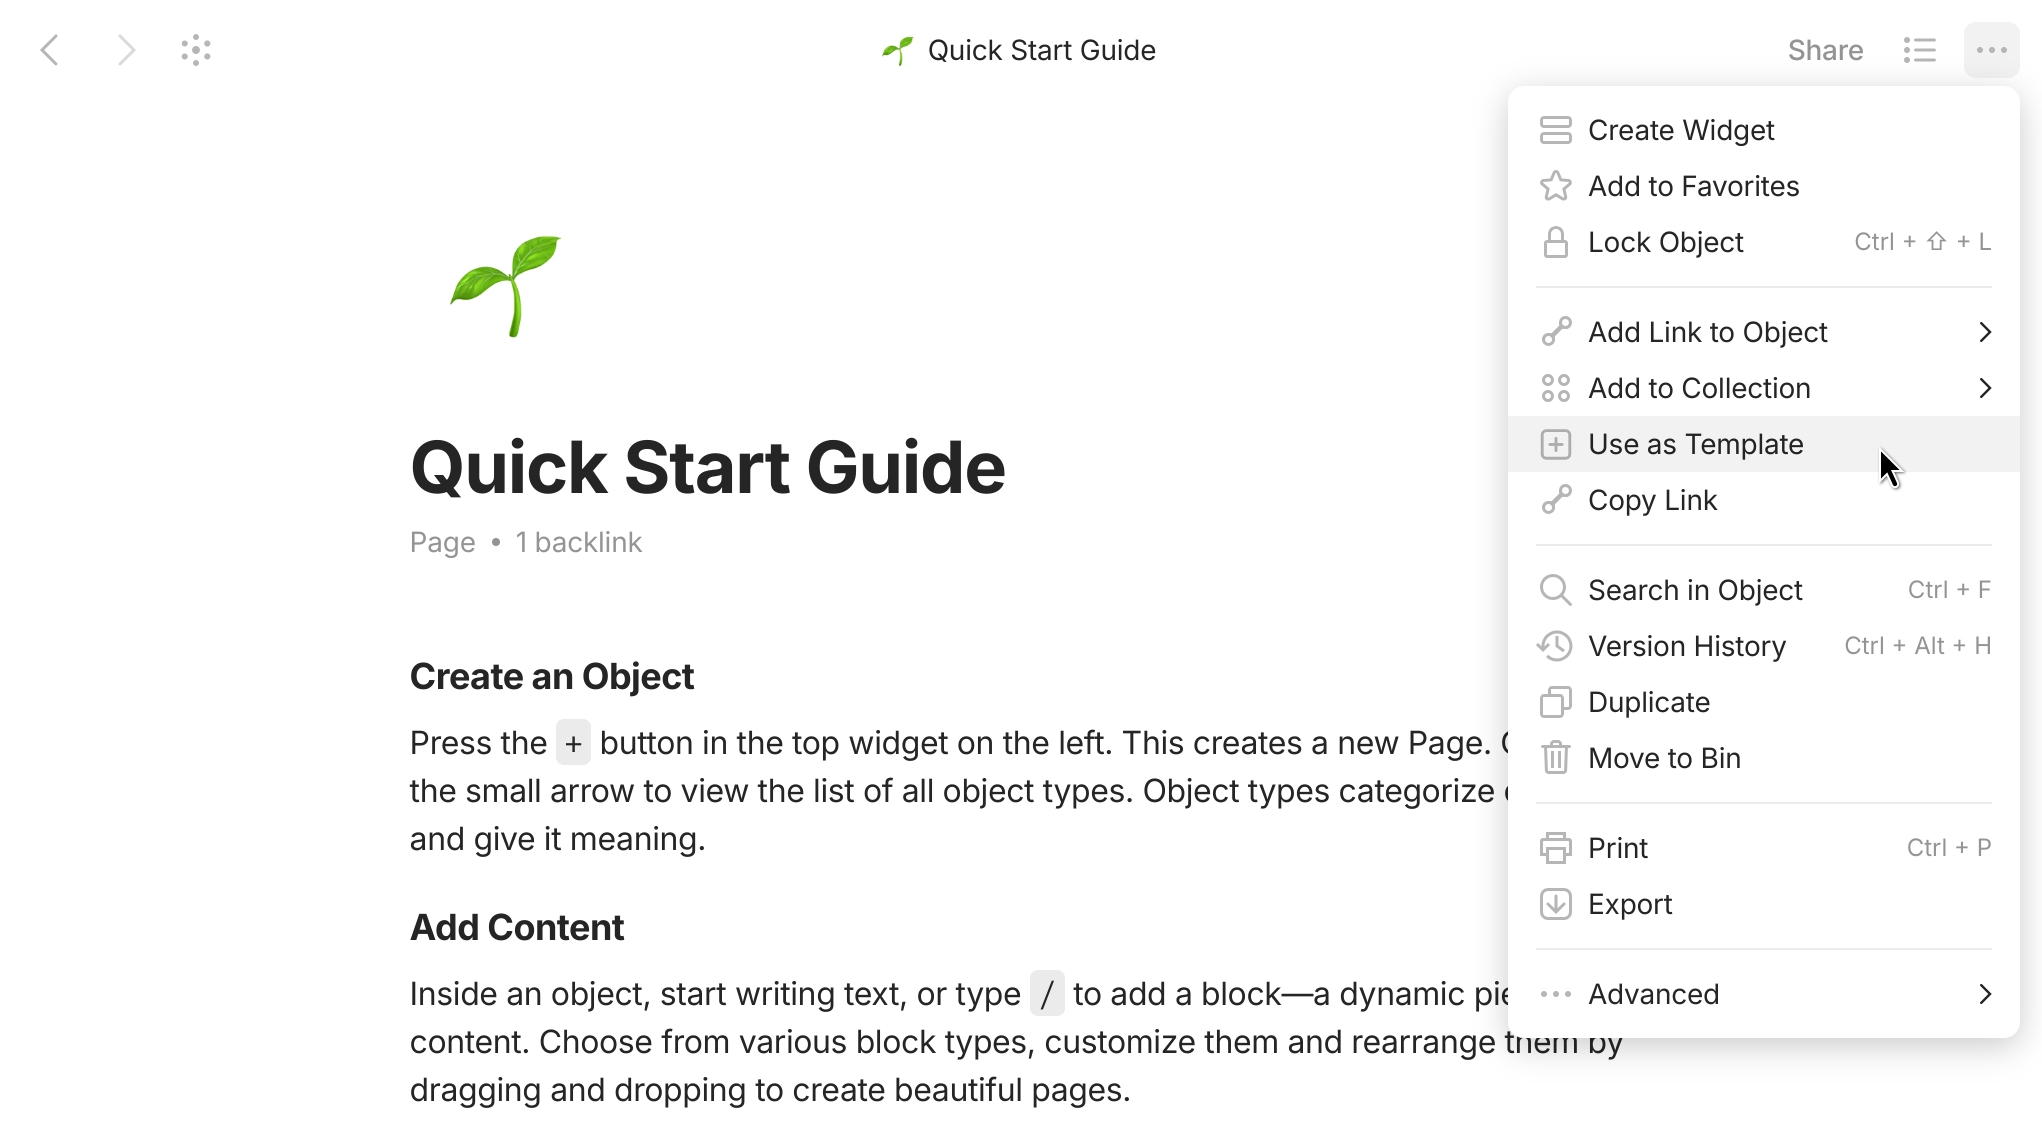 Quick Start Guide
Share
Create Widget
Add to Favorites
Lock Object Ctrl + ⇧ + L
Add Link to Object
Add to Collection
Use as Template
Copy Link
Search in Object Ctrl + F
Version History Ctrl + Alt + H
Duplicate
Move to Bin
Print Ctrl + P
Export
Advanced
Quick Start Guide
Page • 1 backlink
Create an Object
Press the + button in the top widget on the left. This creates a new Page.
the small arrow to view the list of all object types. Object types categorize
and give it meaning.
Add Content
Inside an object, start writing text, or type / to add a block—a dynamic
content. Choose from various block types, customize them and rearrange them by
dragging and dropping to create beautiful pages.